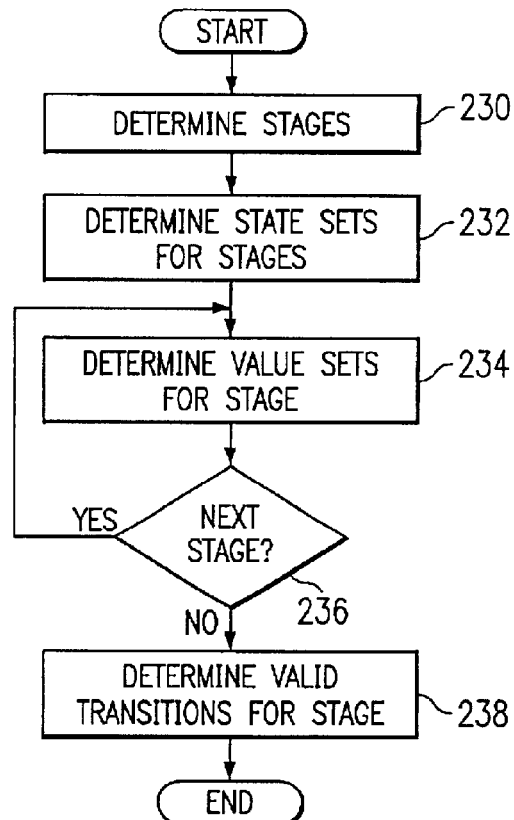 START
DETERMINE STAGES
230
DETERMINE STATE SETS
FOR STAGES
232
DETERMINE VALUE SETS
FOR STAGE
234
YES
NEXT
STAGE?
236
NO
DETERMINE VALID
TRANSITIONS FOR STAGE
238
END